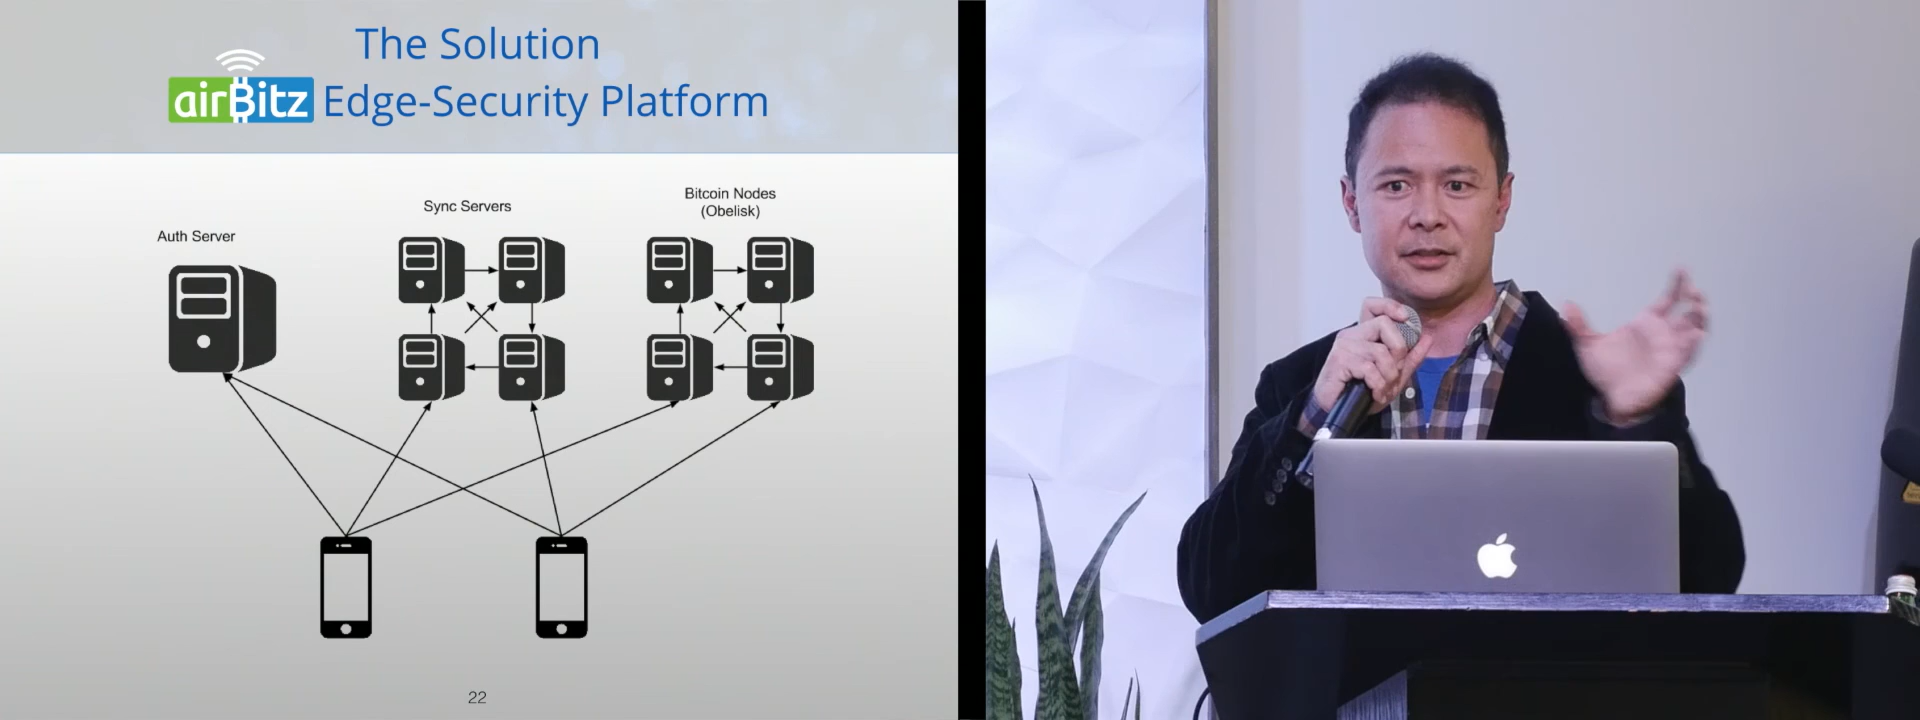 The Solution
airBitz Edge-Security Platform
Auth Server
Sync Servers
Bitcoin Nodes
(Obelisk)
22